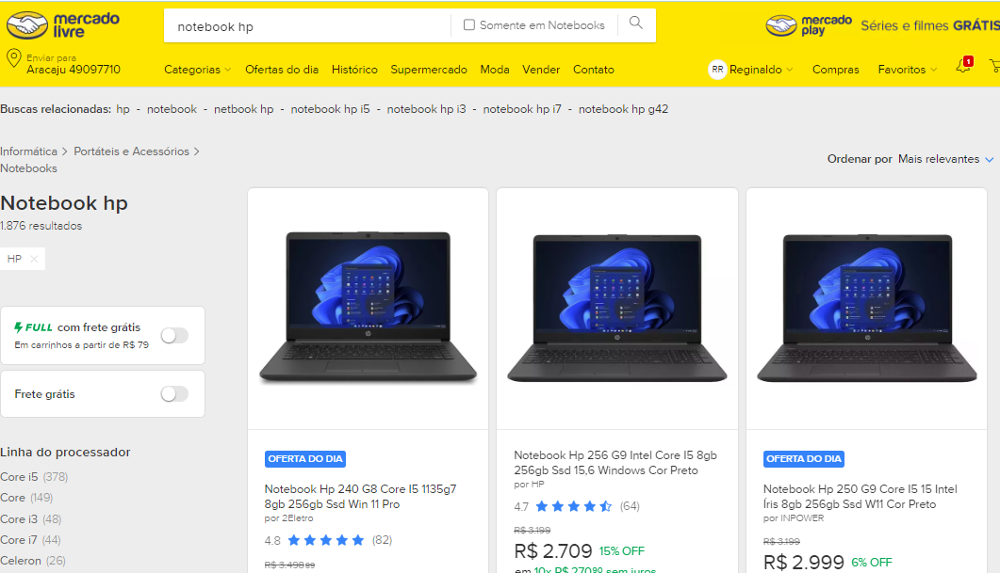 mercado
livre
notebook hp
Somente em Notebooks
mercado
play
Séries e filmes GRÁTIS
Enviar para
Aracaju 49097710
Categorias
Ofertas do dia
Histórico
Supermercado
Moda
Vender
Contato
RR
Reginaldo
Compras
Favoritos
1
Buscas relacionadas: hp - notebook - netbook hp - notebook hp i5 - notebook hp i3 - notebook hp i7 - notebook hp g42
Informática > Portáteis e Acessórios >
Notebooks
Ordenar por Mais relevantes
Notebook hp
1.876 resultados
HP
FULL com frete grátis
Em carrinhos a partir de R$ 79
Frete grátis
Linha do processador
Core i5 (378)
Core (149)
Core i3 (48)
Core i7 (44)
Celeron (26)
OFERTA DO DIA
Notebook Hp 240 G8 Core I5 1135g7
8gb 256gb Ssd Win 11 Pro
por 2Eletro
4.8
(82)
R$ 3.498 89
Notebook Hp 256 G9 Intel Core I5 8gb
256gb Ssd 15,6 Windows Cor Preto
por HP
4.7
(64)
R$ 3.199
R$ 2.709 15% OFF
em 10x R$ 270 90 sem juros
OFERTA DO DIA
Notebook Hp 250 G9 Core I5 15 Intel
Íris 8gb 256gb Ssd W11 Cor Preto
por INPOWER
R$ 3.199
R$ 2.999 6% OFF